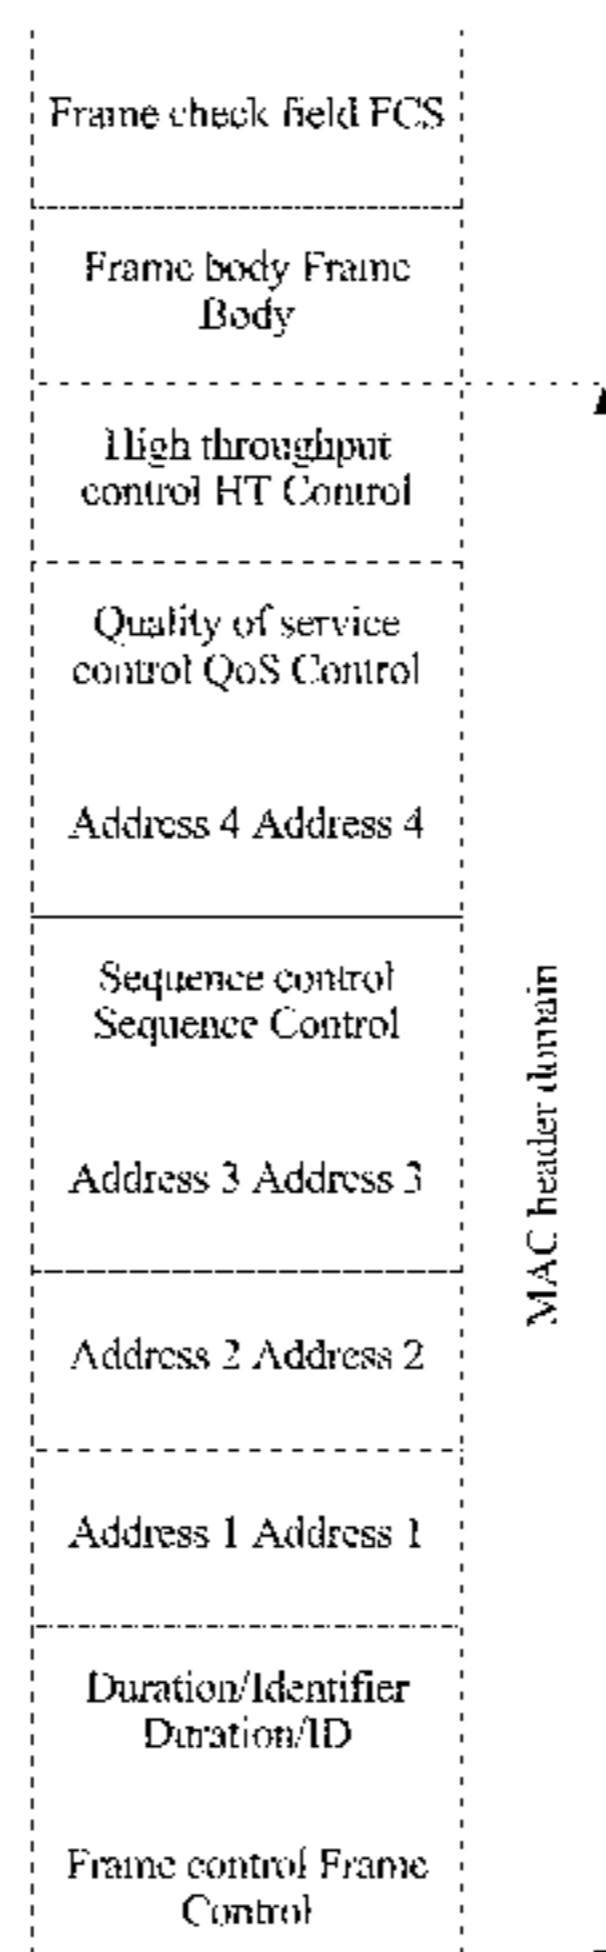 Frame check field FCS
Frame body Frame
Body
High throughput
control HT Control
Quality of service
control QoS Control
Address 4 Address 4
Sequence control
Sequence Control
Address 3 Address 3
MAC header domain
Address 2 Address 2
Address 1 Address 1
Duration/Identifier
Duration/ID
Frame control Frame
Control